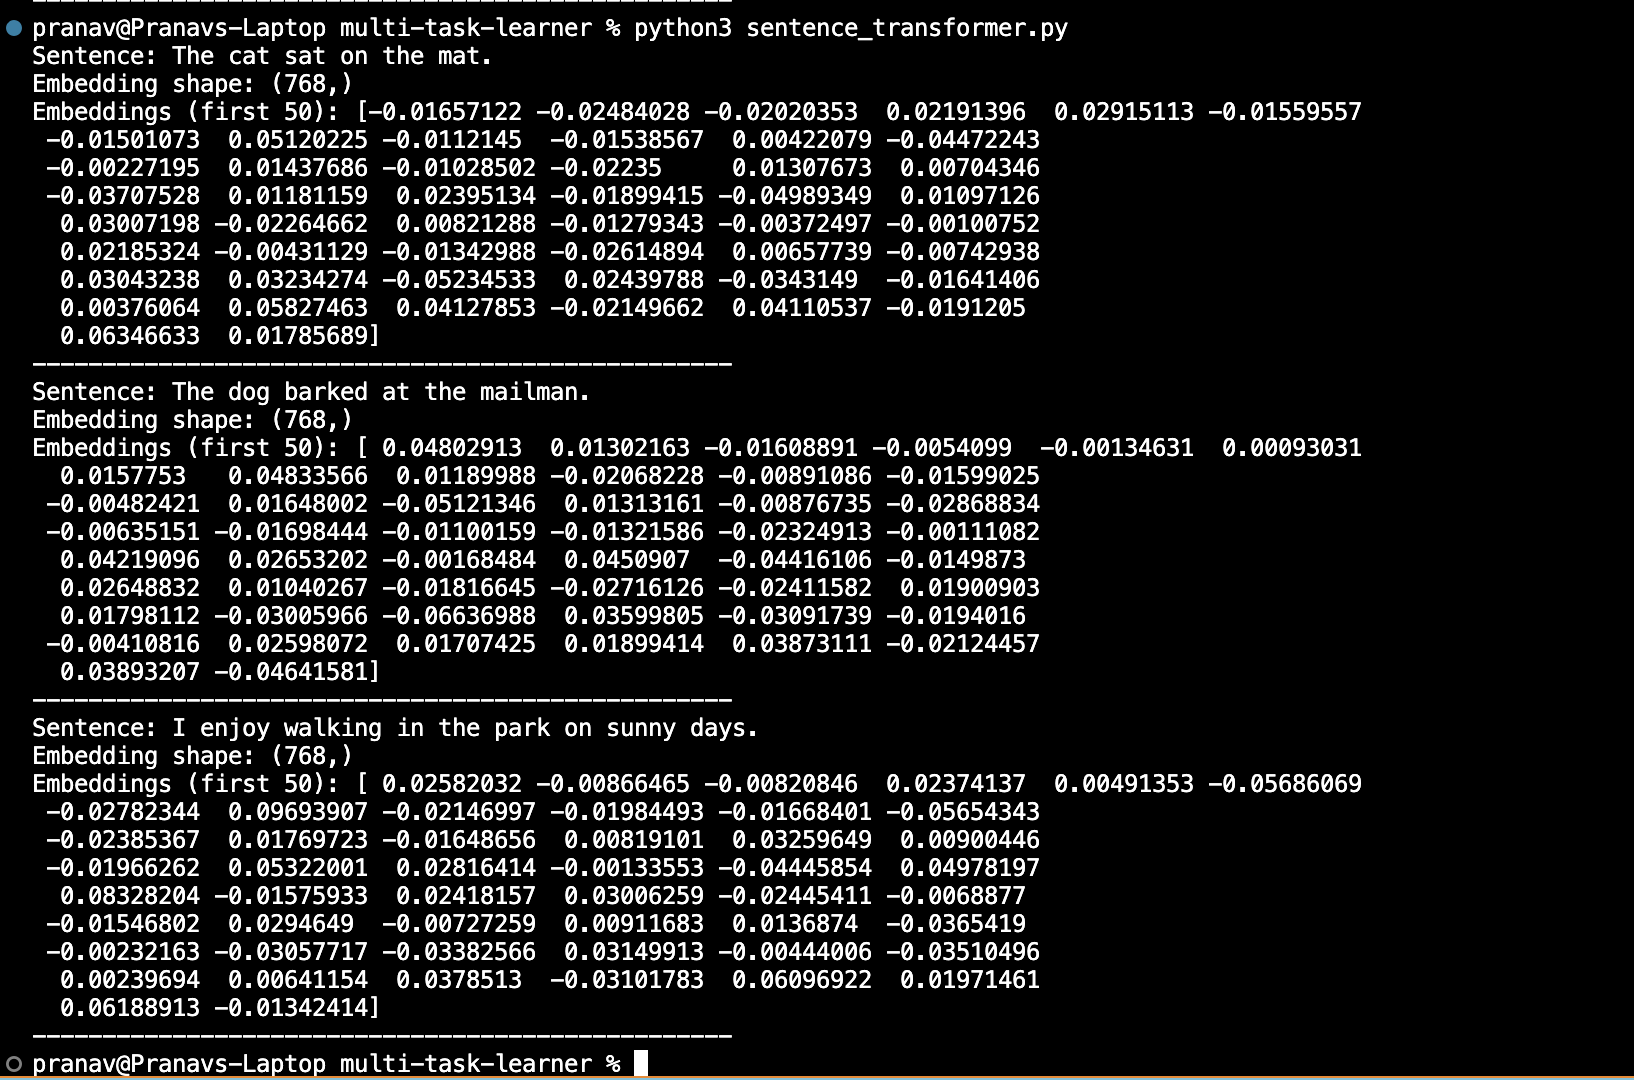 --------------------------------------------------
pranav@Pranavs-Laptop multi-task-learner % python3 sentence_transformer.py
Sentence: The cat sat on the mat.
Embedding shape: (768,)
Embeddings (first 50): [-0.01657122 -0.02484028 -0.02020353  0.02191396  0.02915113 -0.01559557
 -0.01501073  0.05120225 -0.0112145  -0.01538567  0.00422079 -0.04472243
 -0.00227195  0.01437686 -0.01028502 -0.02235     0.01307673  0.00704346
 -0.03707528  0.01181159  0.02395134 -0.01899415 -0.04989349  0.01097126
  0.03007198 -0.02264662  0.00821288 -0.01279343 -0.00372497 -0.00100752
  0.02185324 -0.00431129 -0.01342988 -0.02614894  0.00657739 -0.00742938
  0.03043238  0.03234274 -0.05234533  0.02439788 -0.0343149  -0.01641406
  0.00376064  0.05827463  0.04127853 -0.02149662  0.04110537 -0.0191205
  0.06346633  0.01785689]
--------------------------------------------------
Sentence: The dog barked at the mailman.
Embedding shape: (768,)
Embeddings (first 50): [ 0.04802913  0.01302163 -0.01608891 -0.0054099  -0.00134631  0.00093031
  0.0157753   0.04833566  0.01189988 -0.02068228 -0.00891086 -0.01599025
 -0.00482421  0.01648002 -0.05121346  0.01313161 -0.00876735 -0.02868834
 -0.00635151 -0.01698444 -0.01100159 -0.01321586 -0.02324913 -0.00111082
  0.04219096  0.02653202 -0.00168484  0.0450907  -0.04416106 -0.0149873
  0.02648832  0.01040267 -0.01816645 -0.02716126 -0.02411582  0.01900903
  0.01798112 -0.03005966 -0.06636988  0.03599805 -0.03091739 -0.0194016
 -0.00410816  0.02598072  0.01707425  0.01899414  0.03873111 -0.02124457
  0.03893207 -0.04641581]
--------------------------------------------------
Sentence: I enjoy walking in the park on sunny days.
Embedding shape: (768,)
Embeddings (first 50): [ 0.02582032 -0.00866465 -0.00820846  0.02374137  0.00491353 -0.05686069
 -0.02782344  0.09693907 -0.02146997 -0.01984493 -0.01668401 -0.05654343
 -0.02385367  0.01769723 -0.01648656  0.00819101  0.03259649  0.00900446
 -0.01966262  0.05322001  0.02816414 -0.00133553 -0.04445854  0.04978197
  0.08328204 -0.01575933  0.02418157  0.03006259 -0.02445411 -0.0068877
 -0.01546802  0.0294649  -0.00727259  0.00911683  0.0136874  -0.0365419
 -0.00232163 -0.03057717 -0.03382566  0.03149913 -0.00444006 -0.03510496
  0.00239694  0.00641154  0.0378513  -0.03101783  0.06096922  0.01971461
  0.06188913 -0.01342414]
--------------------------------------------------
pranav@Pranavs-Laptop multi-task-learner %